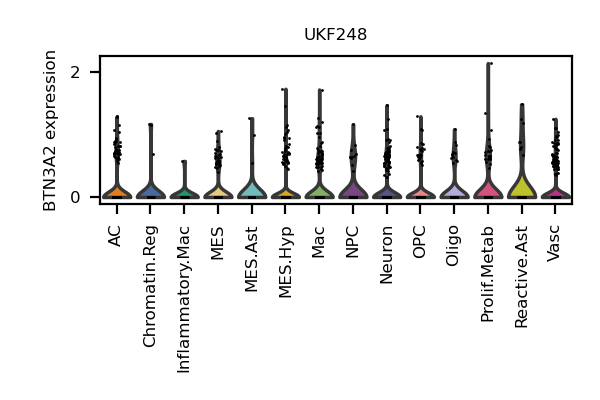 UKF248
BTN3A2 expression
2
0
AC
Chromatin.Reg
Inflammatory.Mac
MES
MES.Ast
MES.Hyp
Mac
NPC
Neuron
OPC
Oligo
Prolif.Metab
Reactive.Ast
Vasc